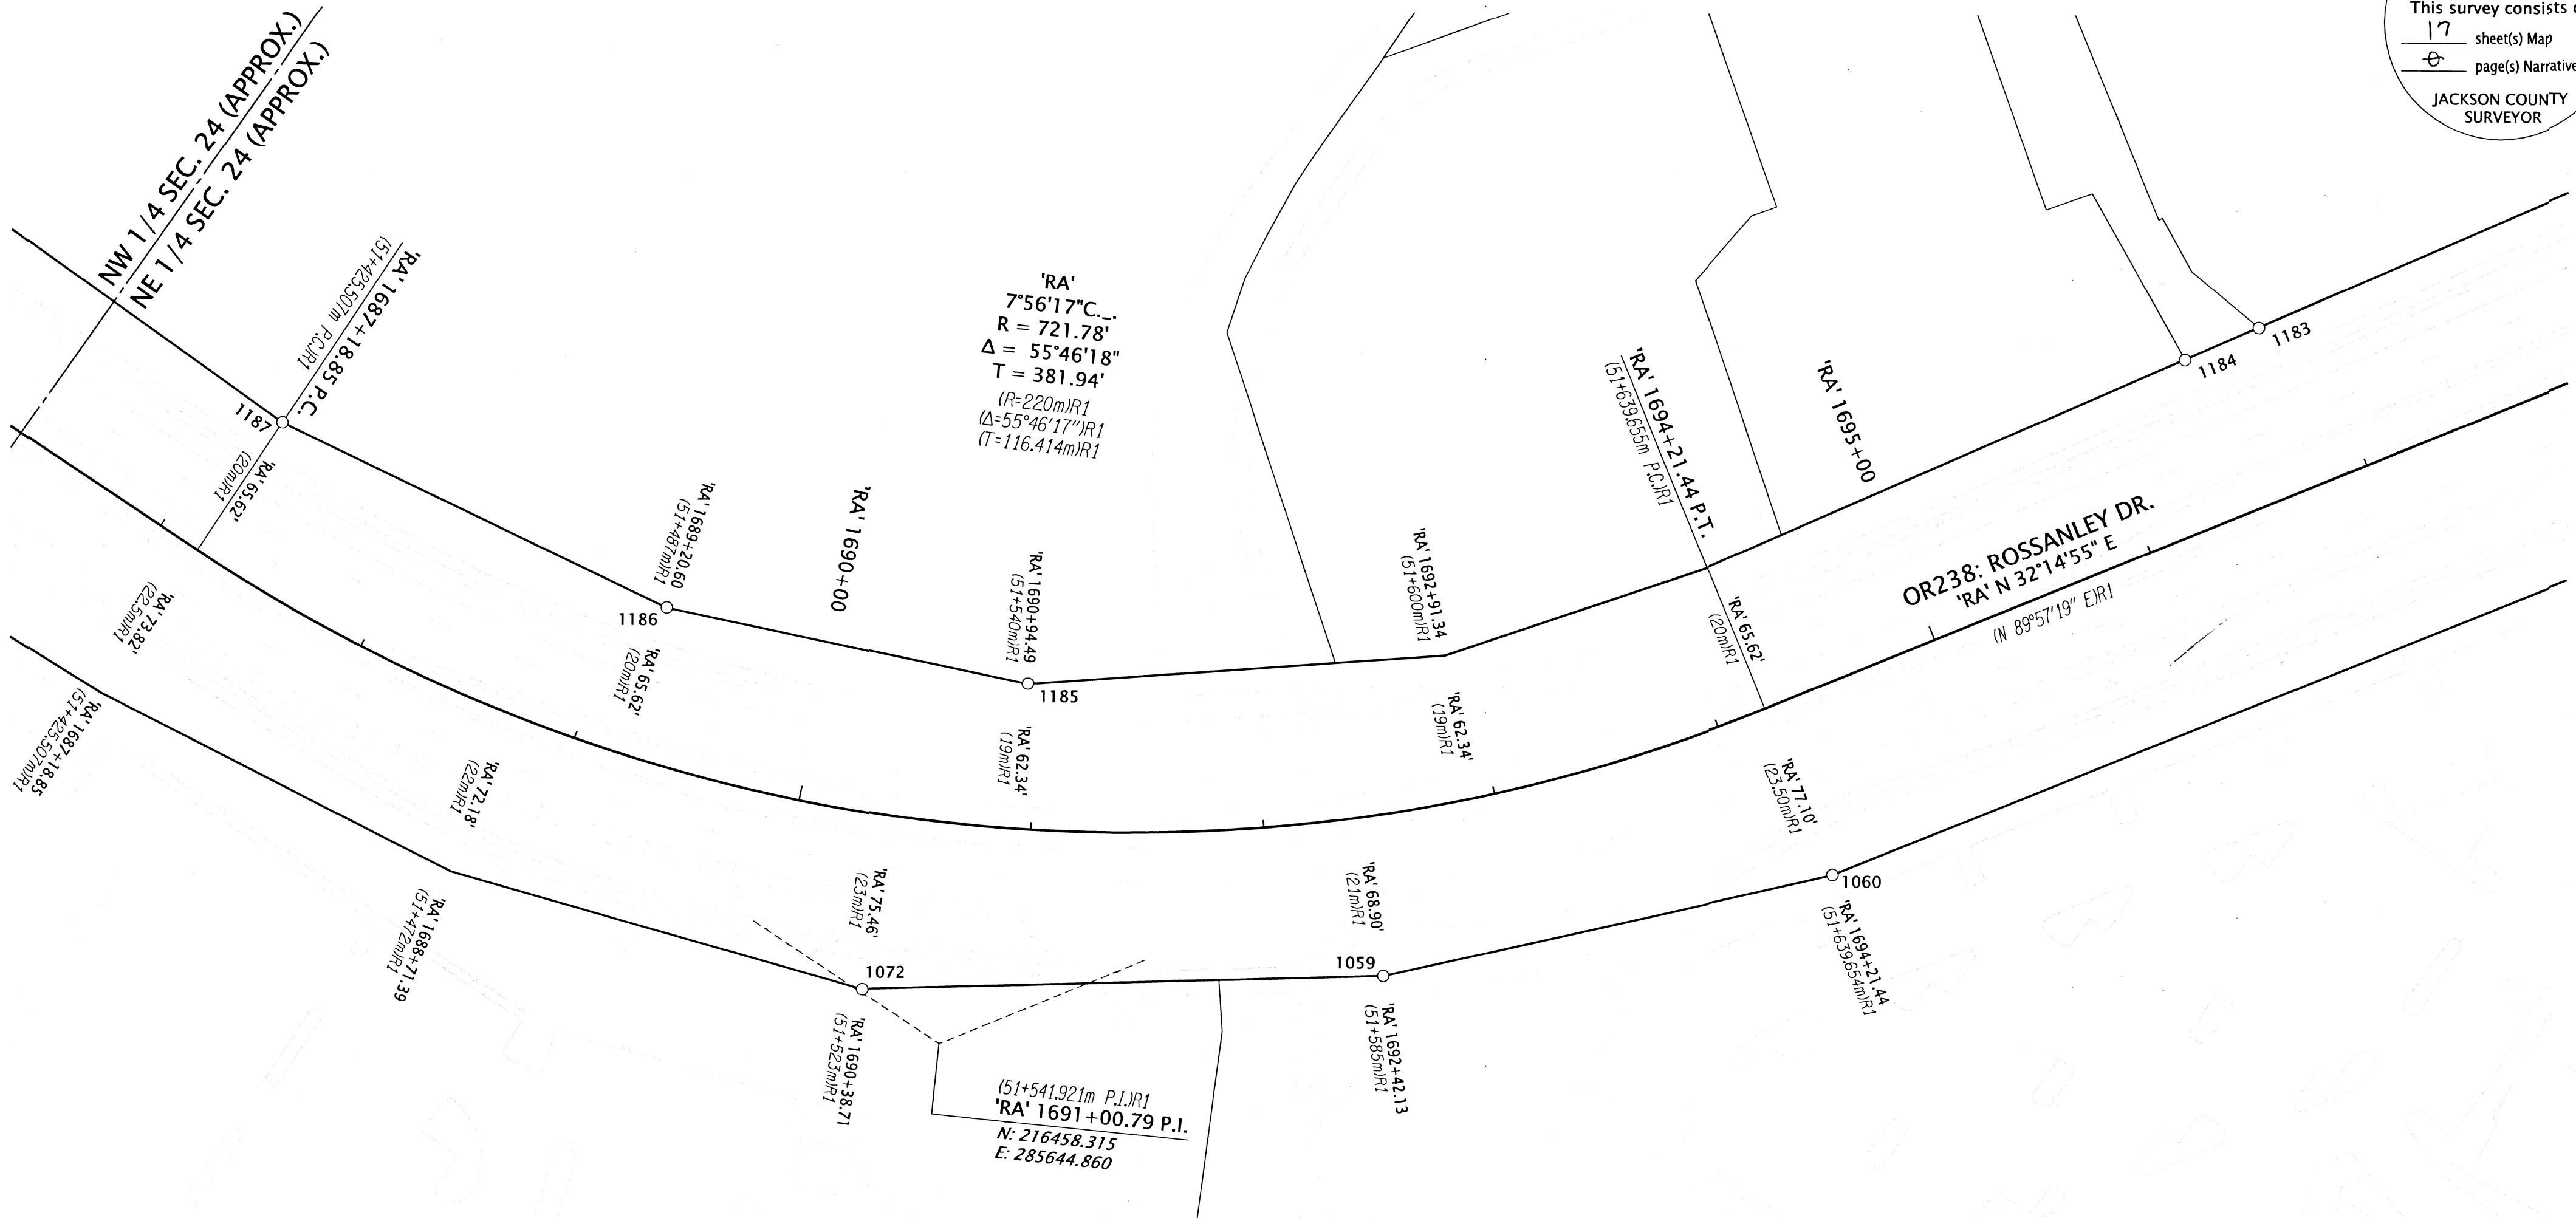 This survey consists
17 sheet(s) Map
0 page(s) Narrative
JACKSON COUNTY
SURVEYOR
NW 1/4 SEC. 24 (APPROX.)
NE 1/4 SEC. 24 (APPROX.)
'RA' 1687+18.85 P.C.
(51+425.507m P.C.)R1
1187
'RA' 65.62'
(20m)R1
'RA' 73.82'
(22.5m)R1
'RA' 1687+18.85
(51+425.507m)R1
'RA' 1689+20.60
(51+487m)R1
1186
'RA' 65.62'
(20m)R1
'RA' 72.18'
(22m)R1
'RA' 1688+71.39
(51+472m)R1
'RA' 1690+00
'RA'
7°56'17"C._.
R = 721.78'
Δ = 55°46'18"
T = 381.94'
(R=220m)R1
(Δ=55°46'17")R1
(T=116.414m)R1
'RA' 1690+94.49
(51+540m)R1
1185
'RA' 62.34'
(19m)R1
'RA' 75.46'
(23m)R1
1072
'RA' 1690+38.71
(51+523m)R1
(51+541.921m P.I.)R1
'RA' 1691+00.79 P.I.
N: 216458.315
E: 285644.860
'RA' 1692+91.34
(51+600m)R1
'RA' 62.34'
(19m)R1
'RA' 68.90'
(21m)R1
1059
'RA' 1692+42.13
(51+585m)R1
'RA' 1694+21.44 P.T.
(51+639.655m P.C.)R1
'RA' 65.62'
(20m)R1
'RA' 1695+00
'RA' 77.10'
(23.50m)R1
1060
'RA' 1694+21.44
(51+639.654m)R1
OR238: ROSSANLEY DR.
'RA' N 32°14'55" E
(N 89°57'19" E)R1
1184
1183